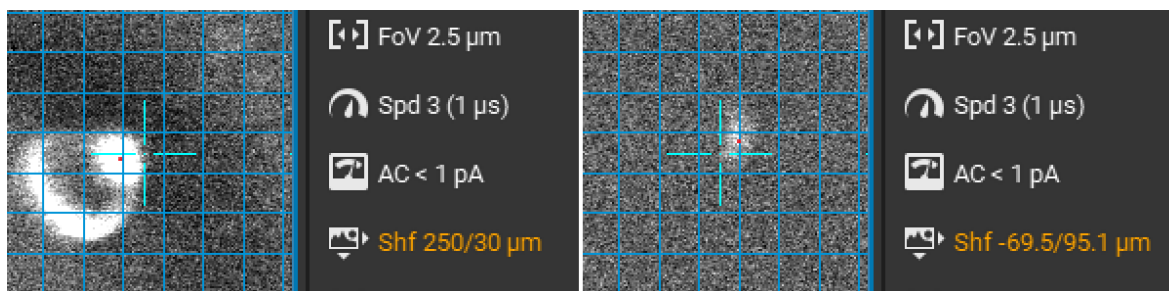 FoV 2.5 µm
Spd 3 (1 µs)
AC < 1 pA
Shf 250/30 µm
FoV 2.5 µm
Spd 3 (1 µs)
AC < 1 pA
Shf -69.5/95.1 µm